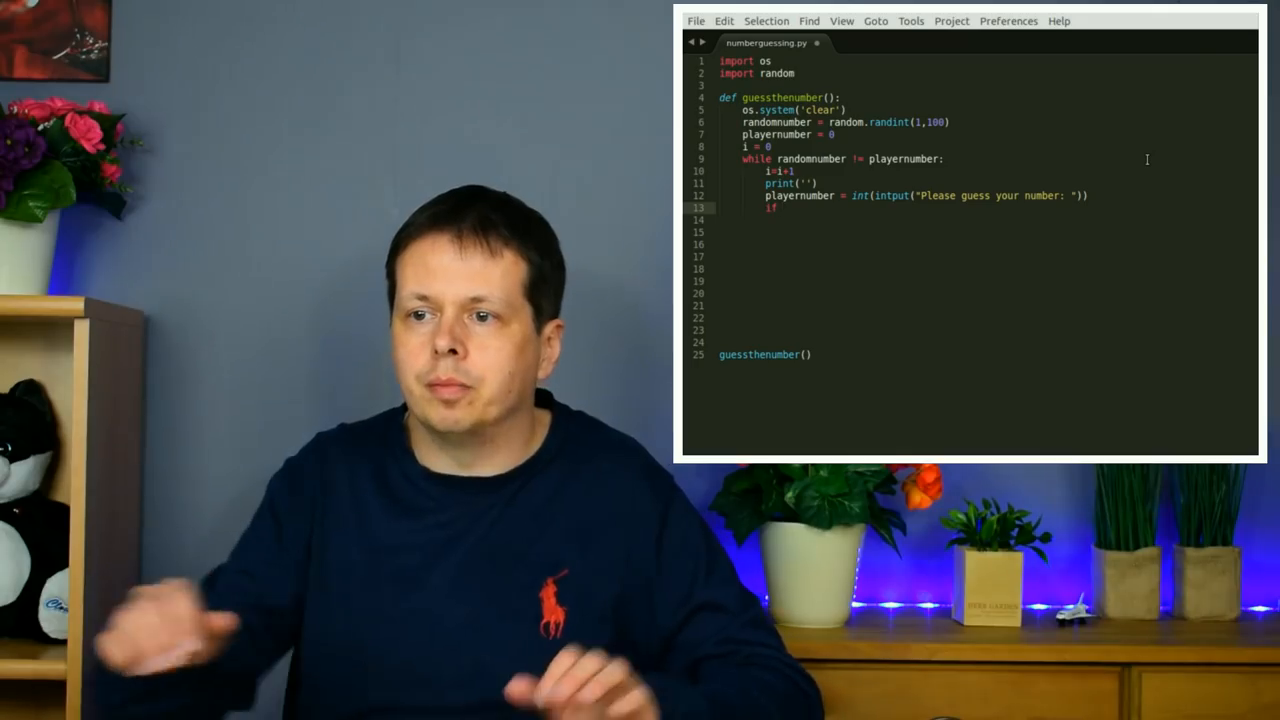 File Edit Selection Find View Goto Tools Project Preferences Help
numberguessing.py
1 import os
2 import random
3
4 def guessthenumber():
5 os.system('clear')
6 randomnumber = random.randint(1,100)
7 playernumber = 0
8 i = 0
9 while randomnumber != playernumber:
10 i=i+1
11 print('')
12 playernumber = int(intput("Please guess your number: "))
13 if
14
15
16
17
18
19
20
21
22
23
24
25 guessthenumber()
HERB GARDEN